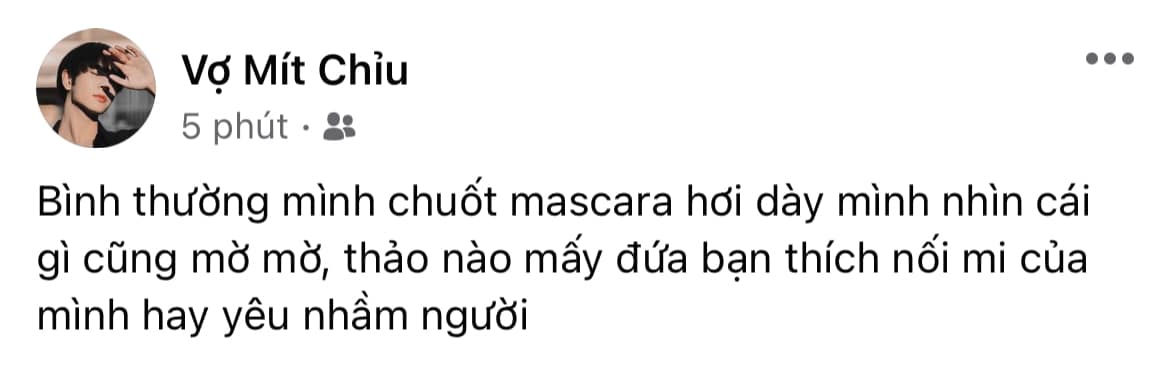 Vợ Mít Chỉu
5 phút ·
Bình thường mình chuốt mascara hơi dày mình nhìn cái
gì cũng mờ mờ, thảo nào mấy đứa bạn thích nối mi của
mình hay yêu nhầm người